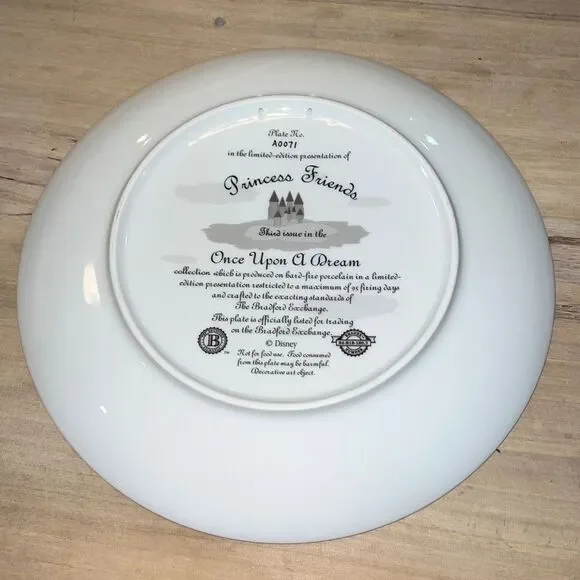 Plate No.
A0071
in the limited-edition presentation of
Princess Friends
Third issue in the
Once Upon A Dream
collection which is produced on hard-fire porcelain in a limited-
edition presentation restricted to a maximum of 95 firing days
and crafted to the exacting standards of
The Bradford Exchange.
This plate is officially listed for trading
on the Bradford Exchange.
B
TM
© Disney
Not for food use. Food consumed
from this plate may be harmful.
Decorative art object.